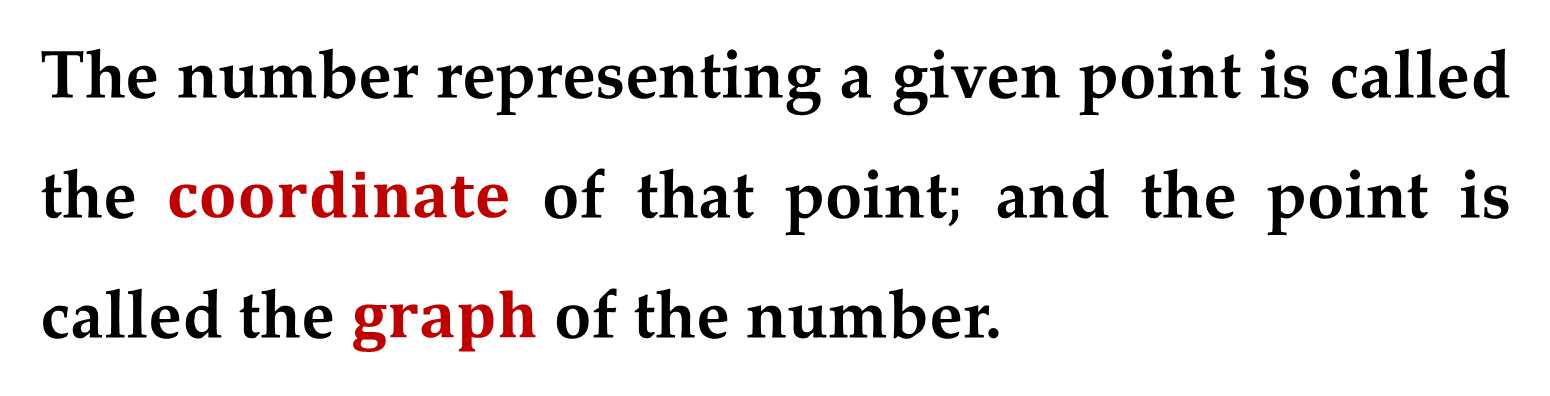 The number representing a given point is called
the coordinate of that point; and the point is
called the graph of the number.